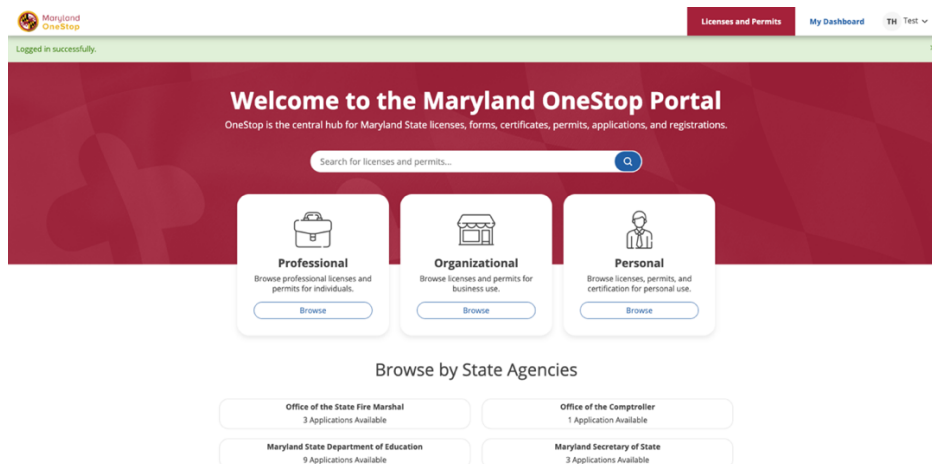 Maryland
OneStop
Licenses and Permits
My Dashboard
TH Test
Logged in successfully.
Welcome to the Maryland OneStop Portal
OneStop is the central hub for Maryland State licenses, forms, certificates, permits, applications, and registrations.
Search for licenses and permits...
Professional
Browse professional licenses and
permits for individuals.
Browse
Organizational
Browse licenses and permits for
business use.
Browse
Personal
Browse licenses, permits, and
certification for personal use.
Browse
Browse by State Agencies
Office of the State Fire Marshal
3 Applications Available
Office of the Comptroller
1 Application Available
Maryland State Department of Education
9 Applications Available
Maryland Secretary of State
3 Applications Available